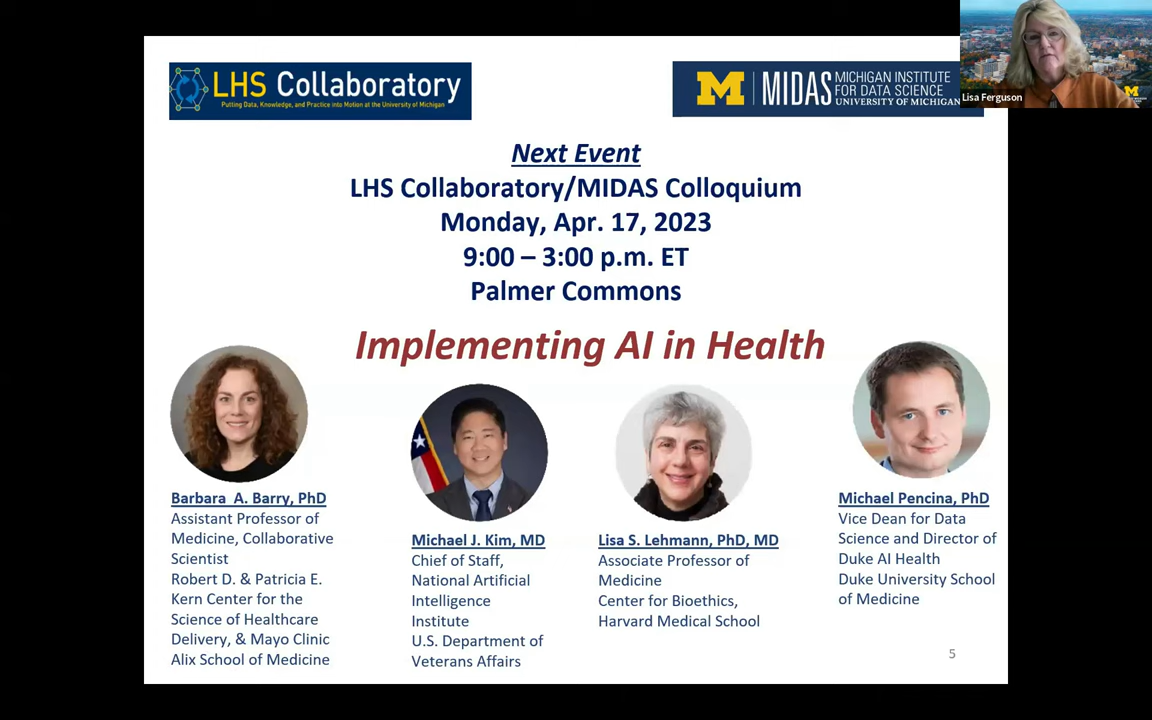 LHS Collaboratory
Putting Data, Knowledge, and Practice into Motion at the University of Michigan
M MIDAS MICHIGAN INSTITUTE
FOR DATA SCIENCE
UNIVERSITY OF MICHIGAN
Lisa Ferguson
Next Event
LHS Collaboratory/MIDAS Colloquium
Monday, Apr. 17, 2023
9:00 – 3:00 p.m. ET
Palmer Commons
Implementing AI in Health
Barbara A. Barry, PhD
Assistant Professor of
Medicine, Collaborative
Scientist
Robert D. & Patricia E.
Kern Center for the
Science of Healthcare
Delivery, & Mayo Clinic
Alix School of Medicine
Michael J. Kim, MD
Chief of Staff,
National Artificial
Intelligence
Institute
U.S. Department of
Veterans Affairs
Lisa S. Lehmann, PhD, MD
Associate Professor of
Medicine
Center for Bioethics,
Harvard Medical School
Michael Pencina, PhD
Vice Dean for Data
Science and Director of
Duke AI Health
Duke University School
of Medicine
5